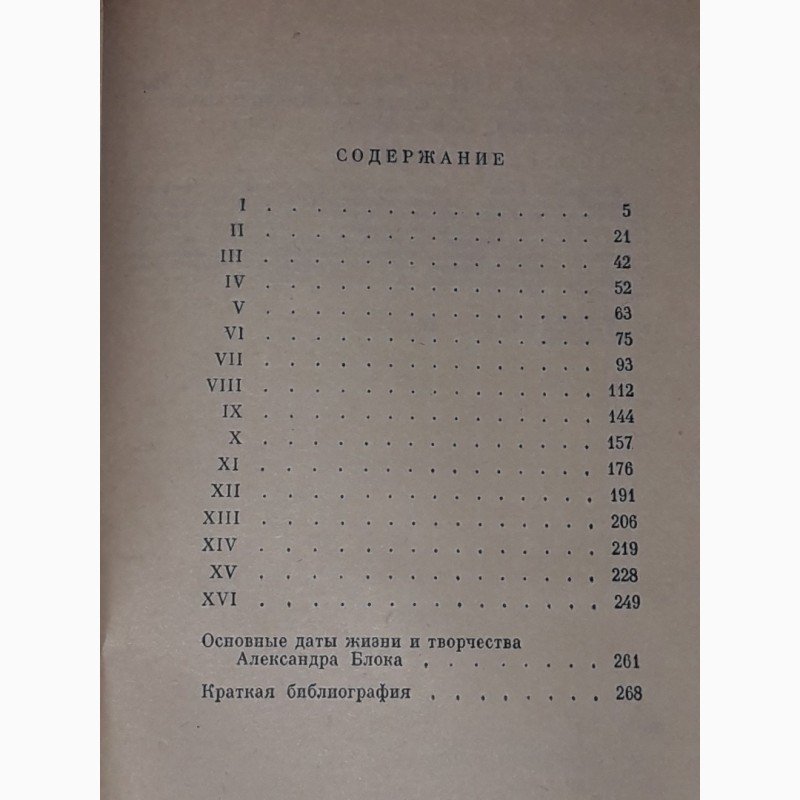 СОДЕРЖАНИЕ
I . . . . . . . . . . . . . . 5
II . . . . . . . . . . . . . . 21
III . . . . . . . . . . . . . . 42
IV . . . . . . . . . . . . . . 52
V . . . . . . . . . . . . . . 63
VI . . . . . . . . . . . . . . 75
VII . . . . . . . . . . . . . . 93
VIII . . . . . . . . . . . . . . 112
IX . . . . . . . . . . . . . . 144
X . . . . . . . . . . . . . . 157
XI . . . . . . . . . . . . . . 176
XII . . . . . . . . . . . . . . 191
XIII . . . . . . . . . . . . . . 206
XIV . . . . . . . . . . . . . . 219
XV . . . . . . . . . . . . . . 228
XVI . . . . . . . . . . . . . . 249
Основные даты жизни и творчества
Александра Блока . . . . . . . 261
Краткая библиография . . . . . . . 268